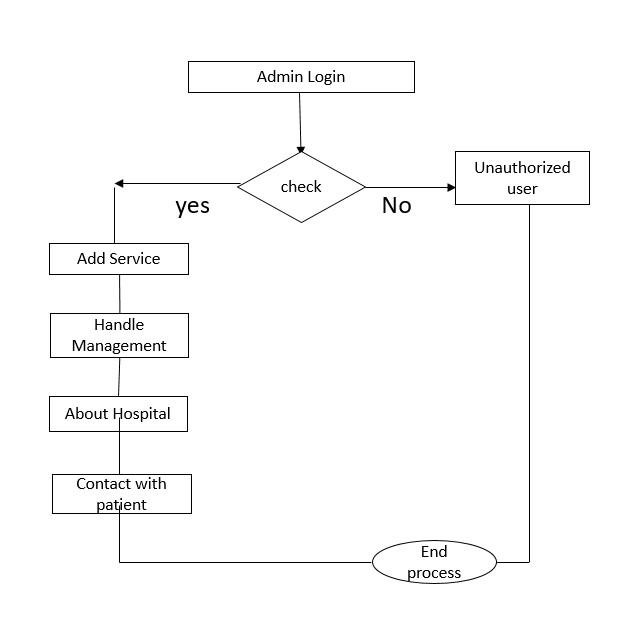 Admin Login
check
Unauthorized
user
yes
No
Add Service
Handle
Management
About Hospital
Contact with
patient
End
process